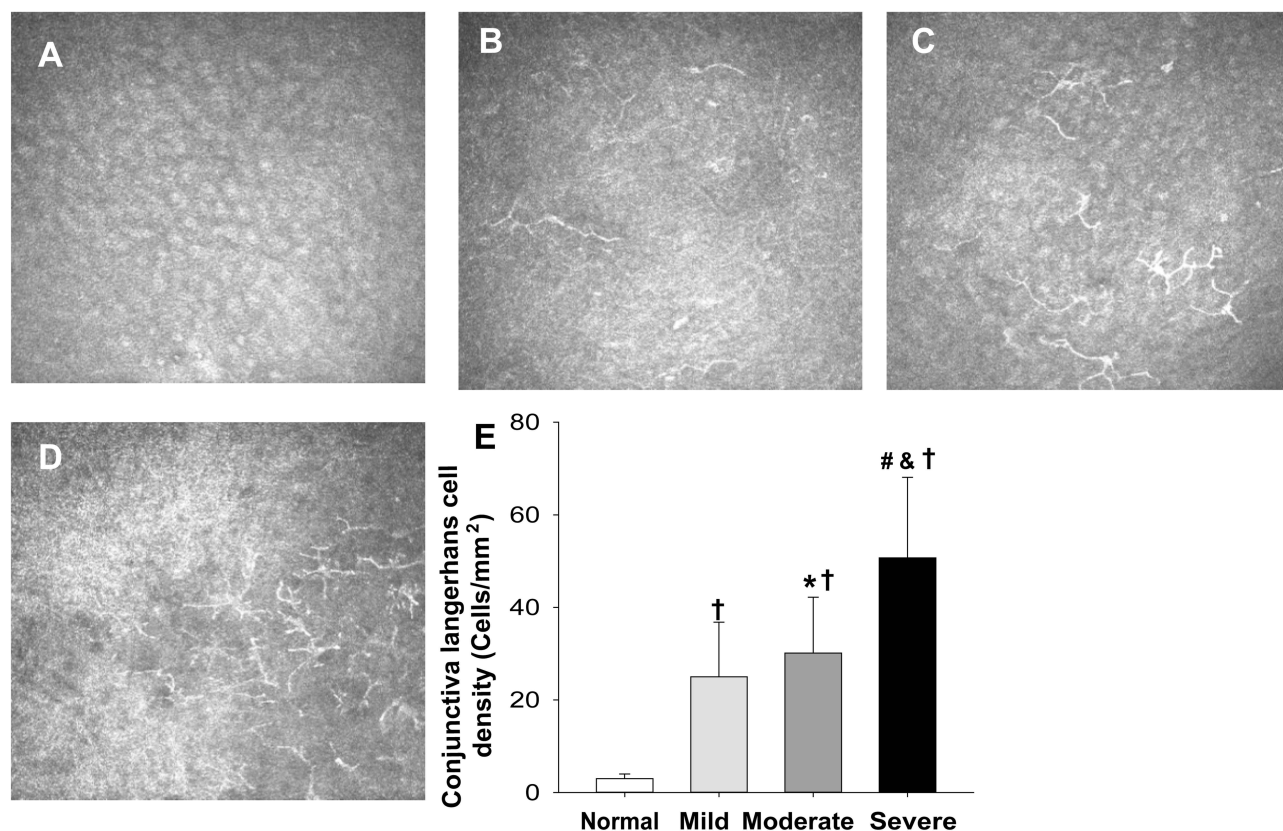 A
B
C
D
E
Conjunctiva langerhans cell
density (Cells/mm²)
80
60
40
20
0
†
*†
# & †
Normal Mild Moderate Severe